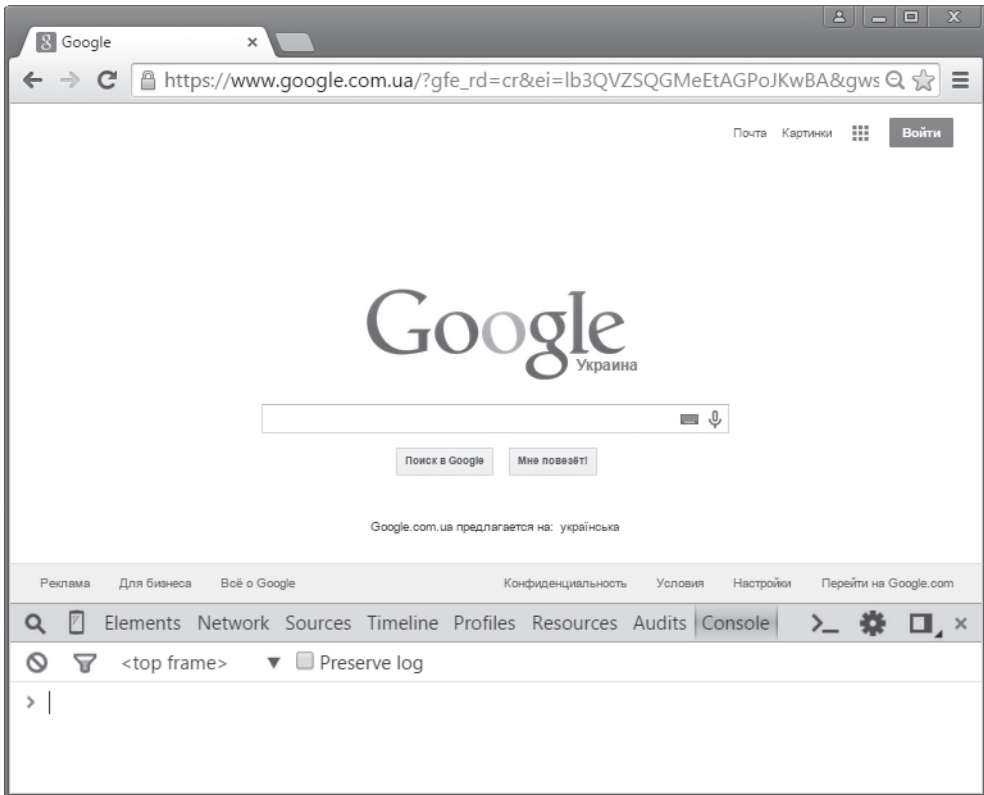 Google
https://www.google.com.ua/?gfe_rd=cr&ei=lb3QVZSQGMeEtAGPoJKwBA&gws
Почта Картинки Войти
Google
Украина
Поиск в Google Мне повезёт!
Google.com.ua предлагается на: українська
Реклама Для бизнеса Всё о Google Конфиденциальность Условия Настройки Перейти на Google.com
Elements Network Sources Timeline Profiles Resources Audits Console
<top frame> ▼ Preserve log
>